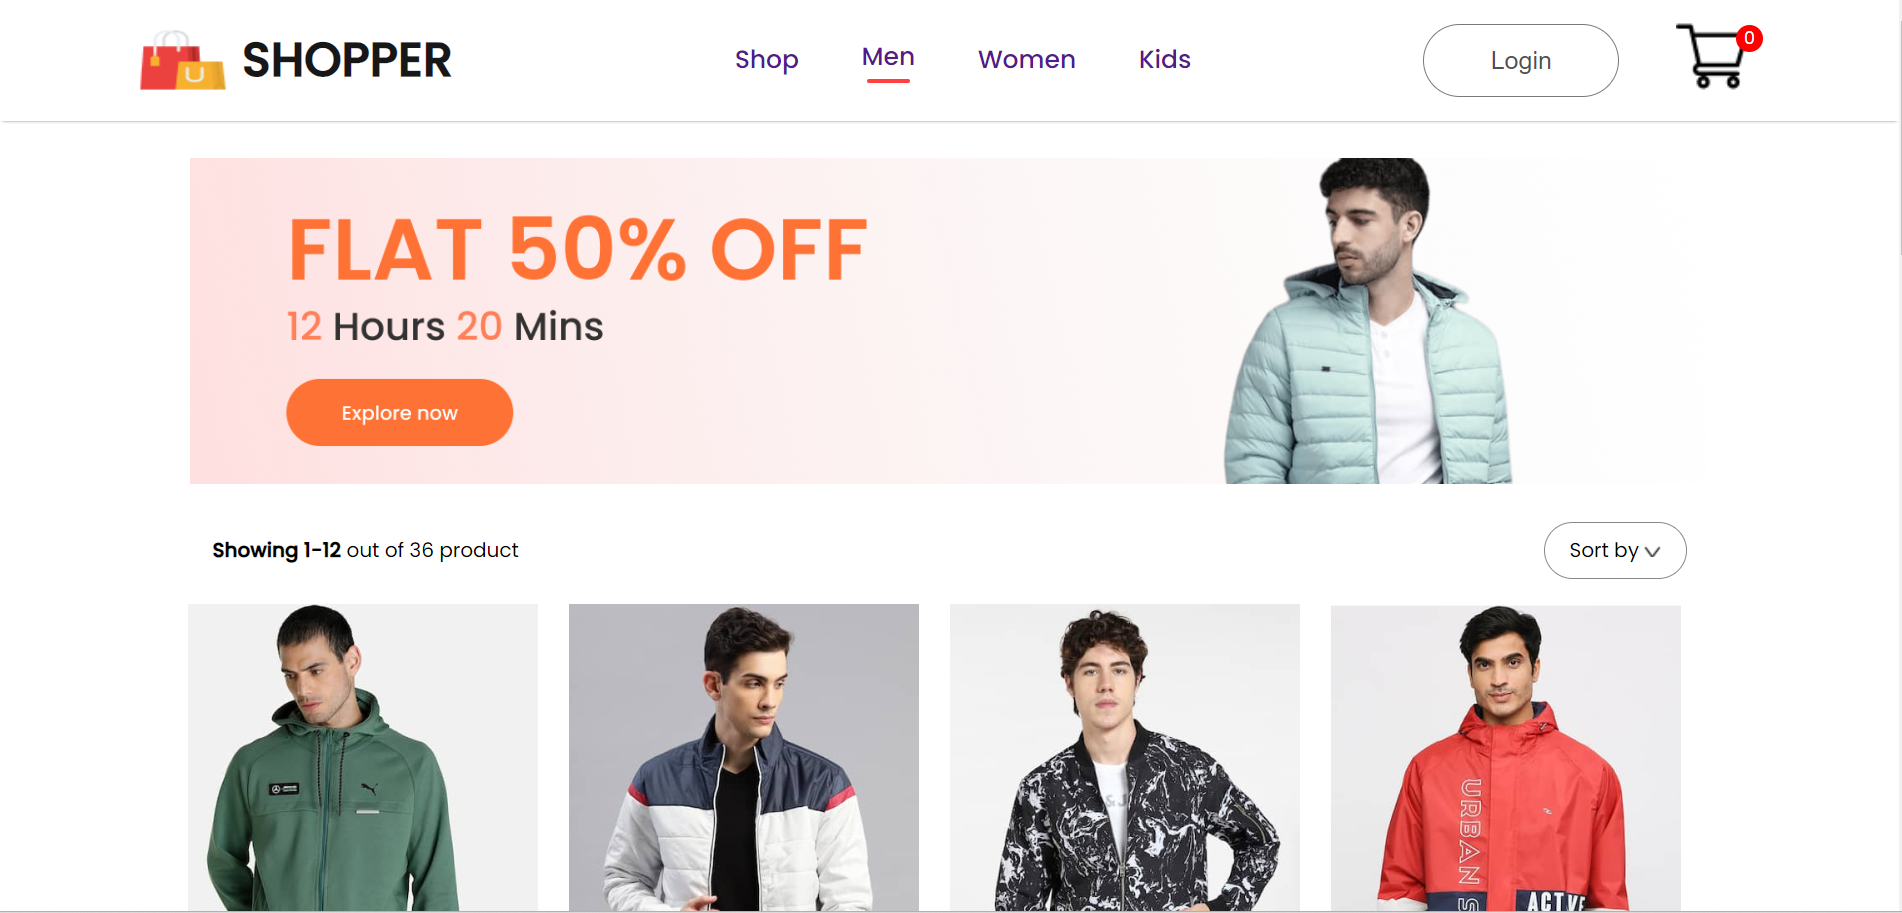 SHOPPER
Shop
Men
Women
Kids
Login
0
FLAT 50% OFF
12 Hours 20 Mins
Explore now
Showing 1-12 out of 36 product
Sort by
URBAN S
ACTIVE